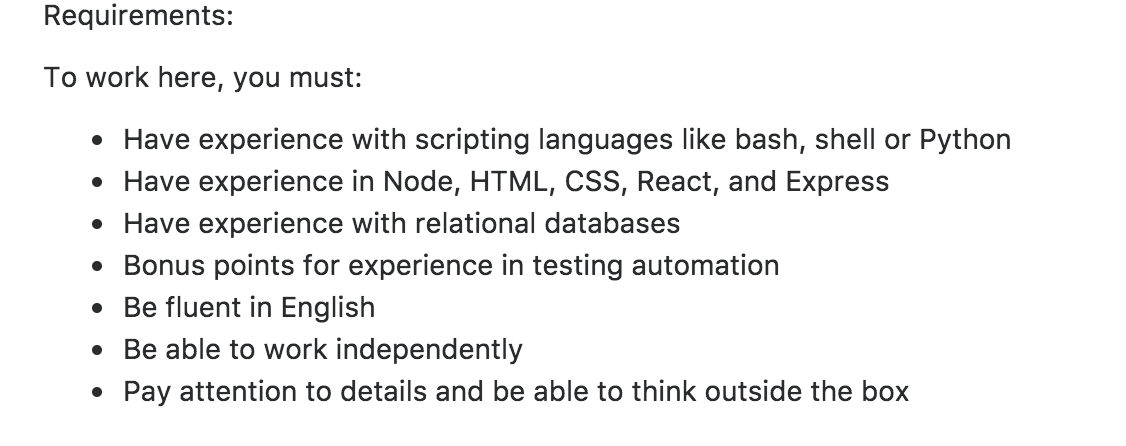 Requirements:
To work here, you must:
• Have experience with scripting languages like bash, shell or Python
• Have experience in Node, HTML, CSS, React, and Express
• Have experience with relational databases
• Bonus points for experience in testing automation
• Be fluent in English
• Be able to work independently
• Pay attention to details and be able to think outside the box